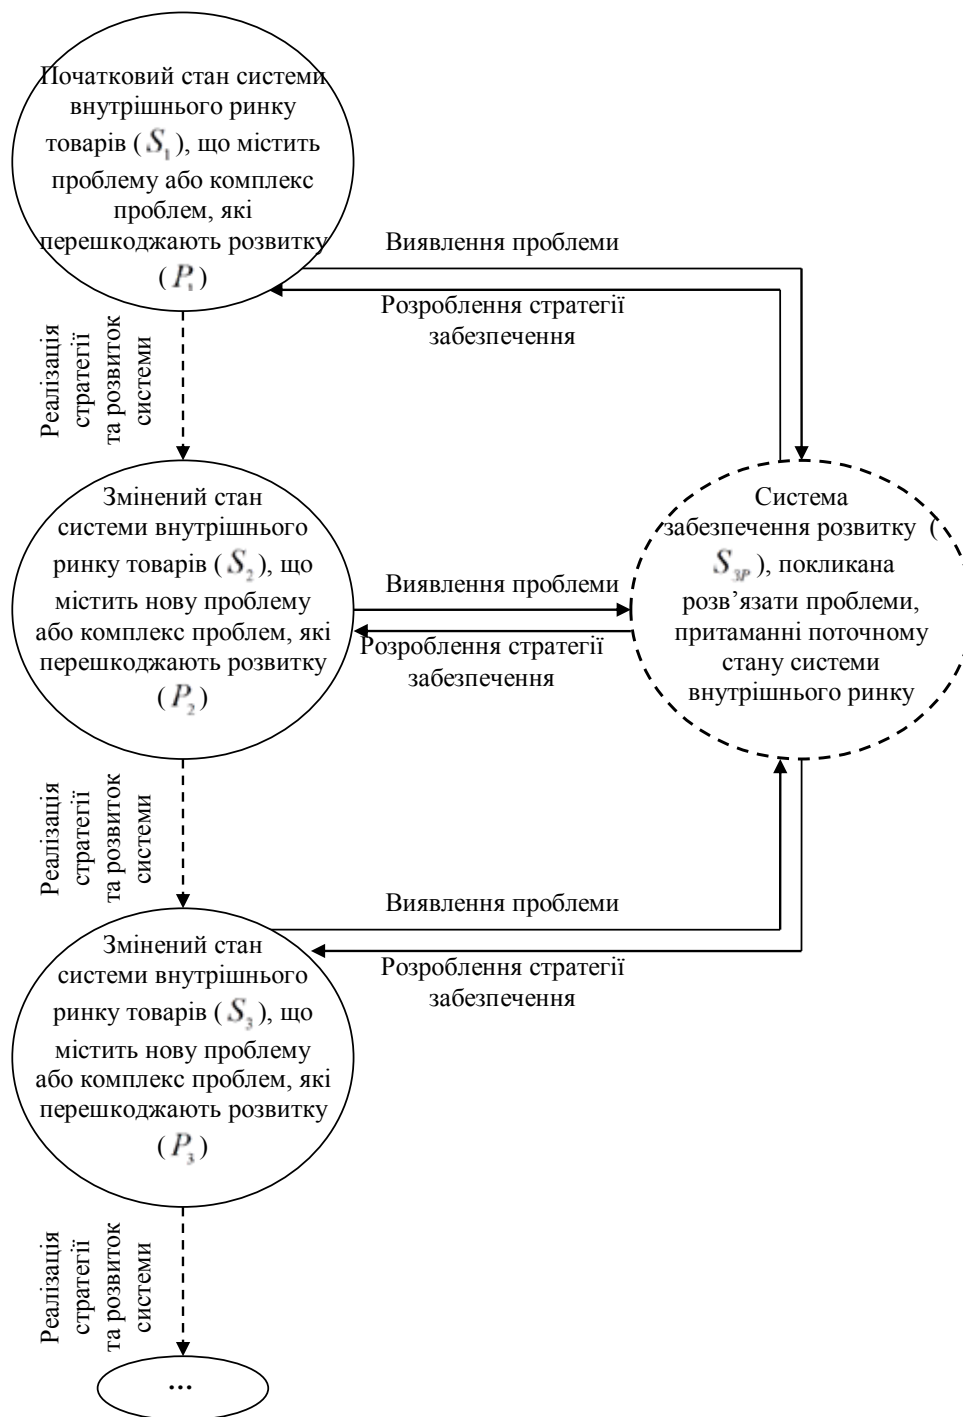 Початковий стан системи
внутрішнього ринку
товарів ( S₁ ), що містить
проблему або комплекс
проблем, які
перешкоджають розвитку
( P₁ )
Виявлення проблеми
Розроблення стратегії
забезпечення
Реалізація
стратегії
та розвиток
системи
Змінений стан
системи внутрішнього
ринку товарів ( S₂ ), що
містить нову проблему
або комплекс проблем, які
перешкоджають розвитку
( P₂ )
Виявлення проблеми
Розроблення стратегії
забезпечення
Система
забезпечення розвитку (
S_ЗР ), покликана
розв’язати проблеми,
притаманні поточному
стану системи
внутрішнього ринку
Реалізація
стратегії
та розвиток
системи
Виявлення проблеми
Розроблення стратегії
забезпечення
Змінений стан
системи внутрішнього
ринку товарів ( S₃ ), що
містить нову проблему
або комплекс проблем, які
перешкоджають розвитку
( P₃ )
Реалізація
стратегії
та розвиток
системи
...